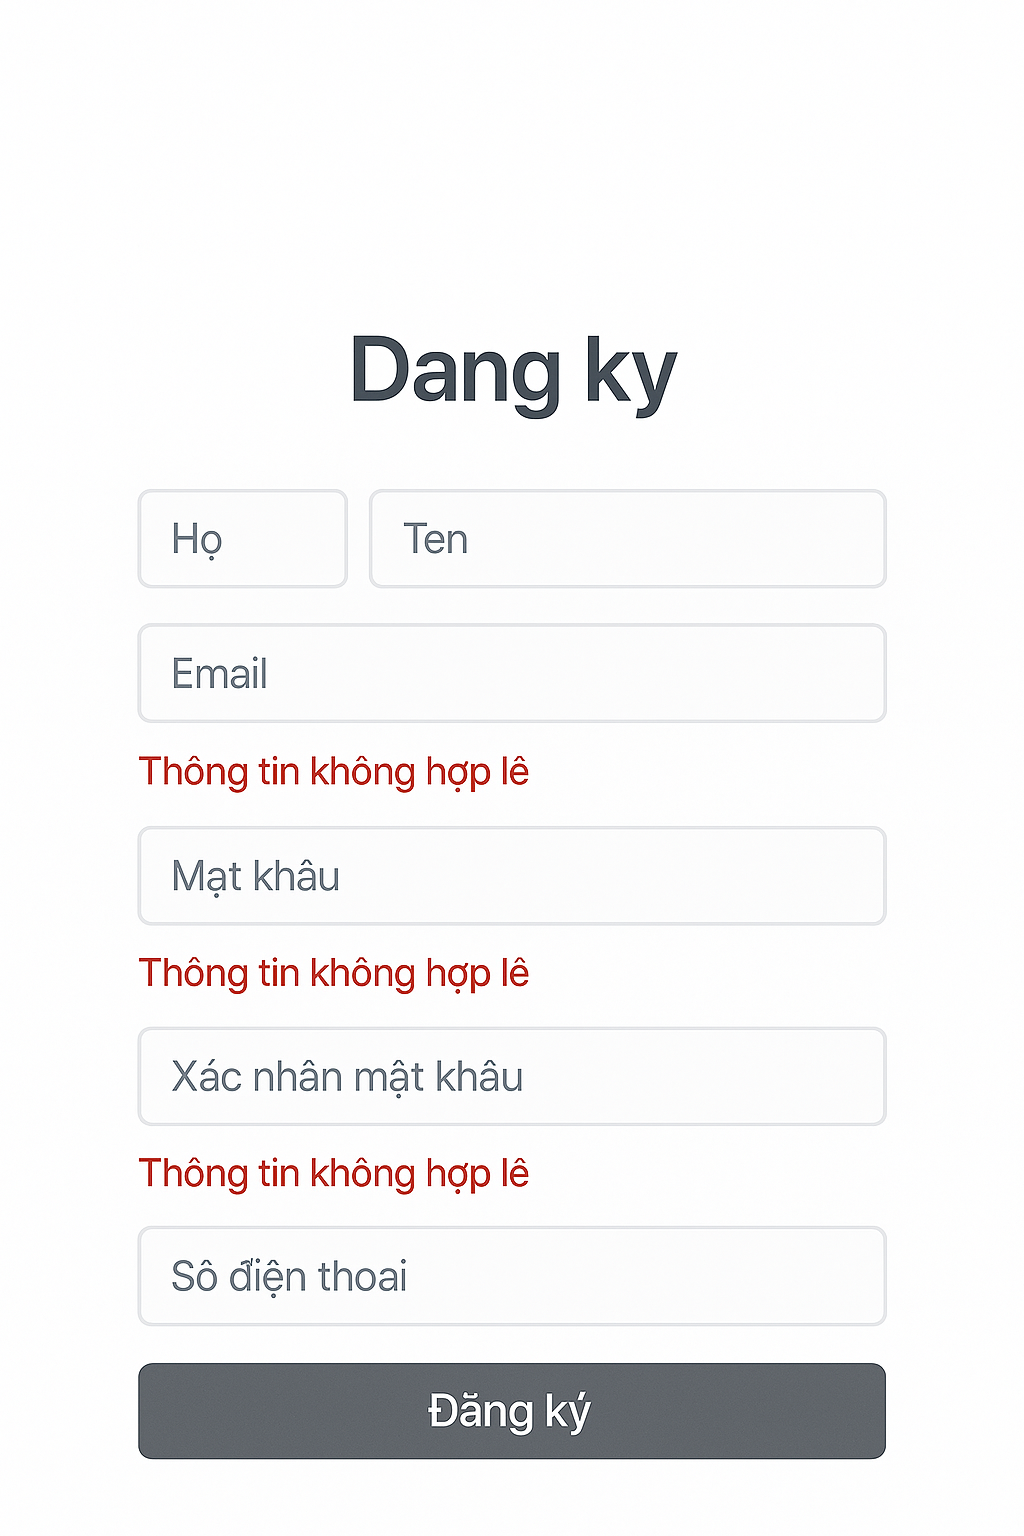 Dang ky
Họ Ten
Email
Thông tin không hợp lê
Mạt khâu
Thông tin không hợp lê
Xác nhân mật khâu
Thông tin không hợp lê
Sô điện thoai
Đăng ký